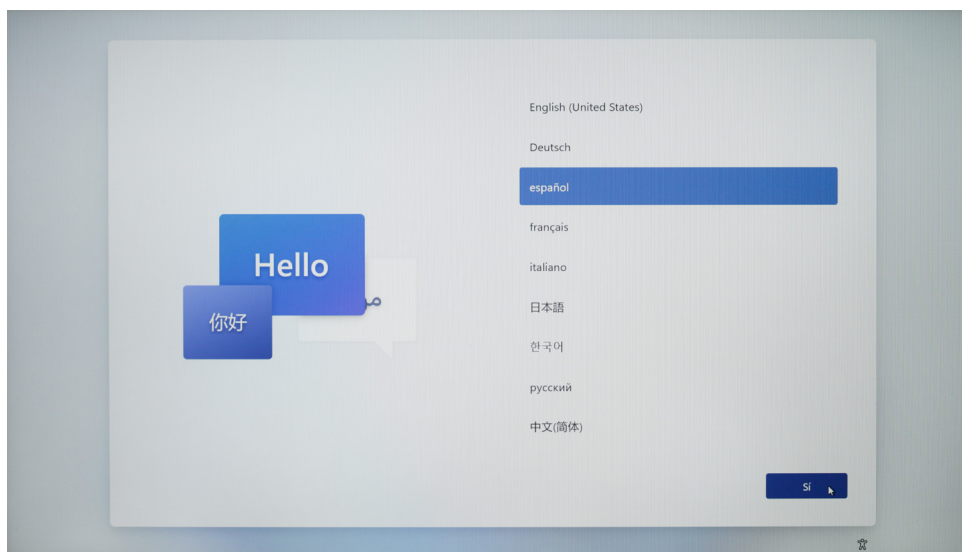 Hello
你好
English (United States)
Deutsch
español
français
italiano
日本語
한국어
русский
中文(简体)
Sí